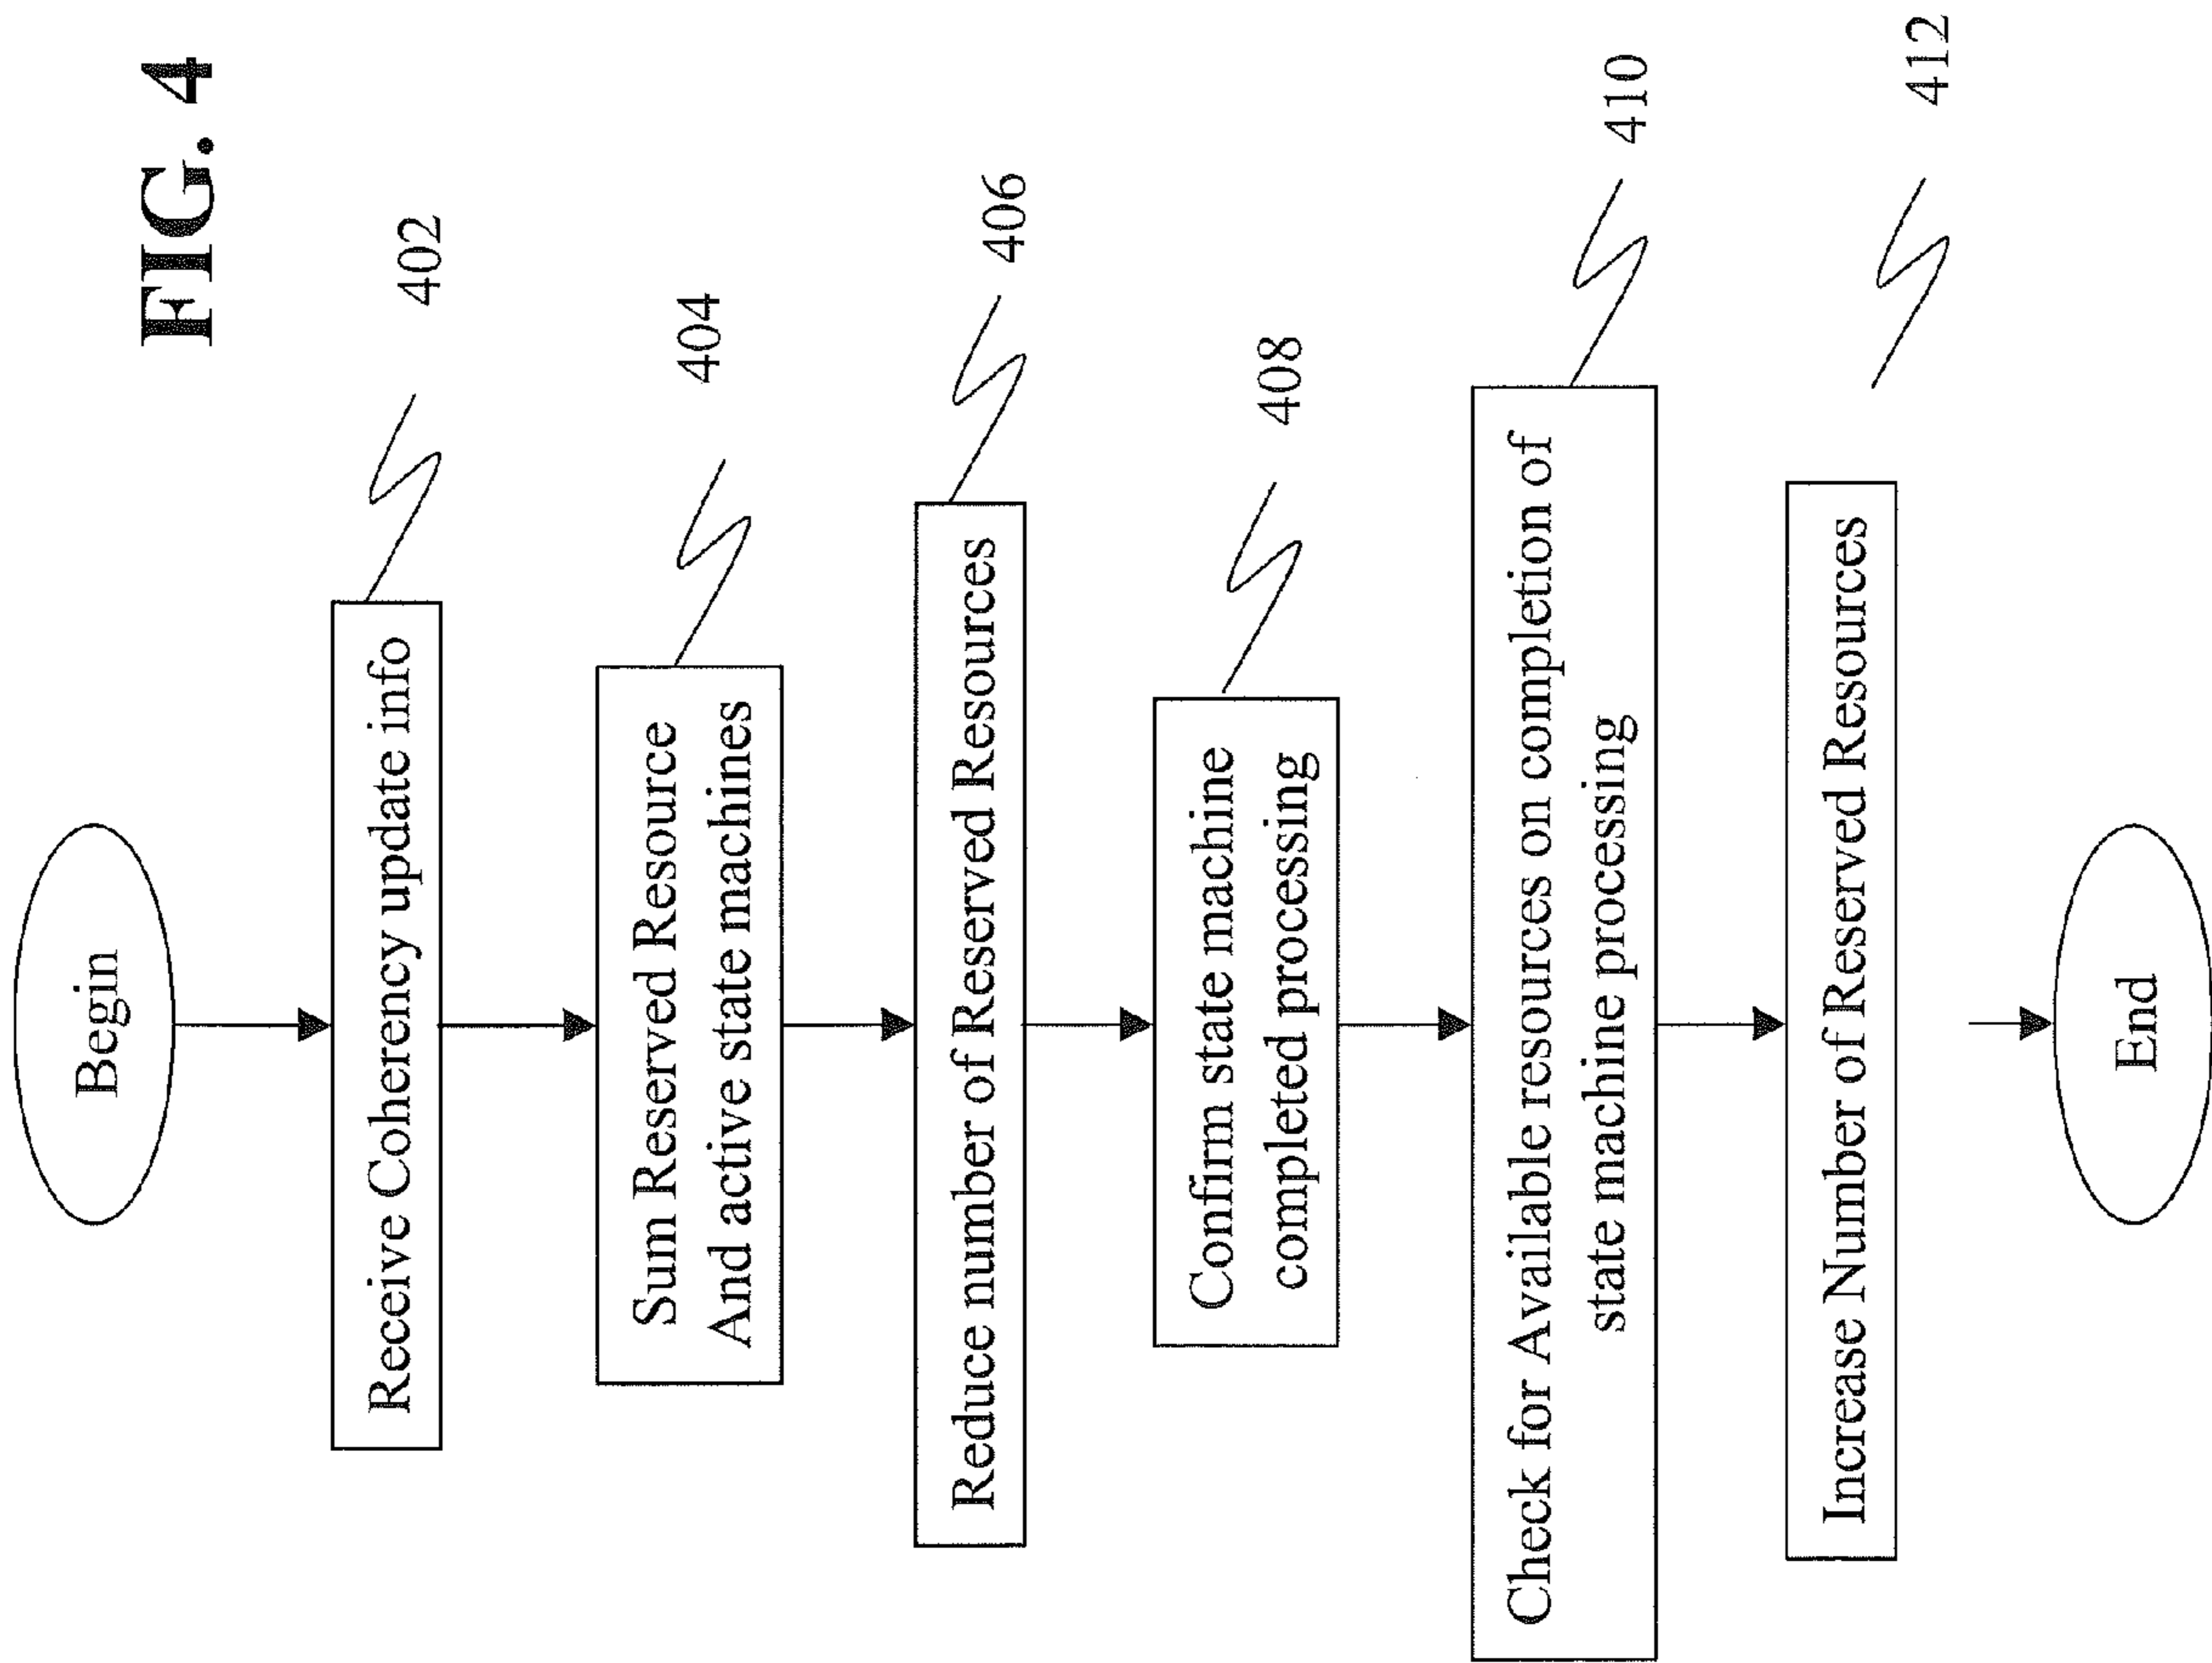 FIG. 4
Begin
Receive Coherency update info
402
Sum Reserved Resource
And active state machines
404
Reduce number of Reserved Resources
406
Confirm state machine
completed processing
408
Check for Available resources on completion of
state machine processing
410
Increase Number of Reserved Resources
412
End